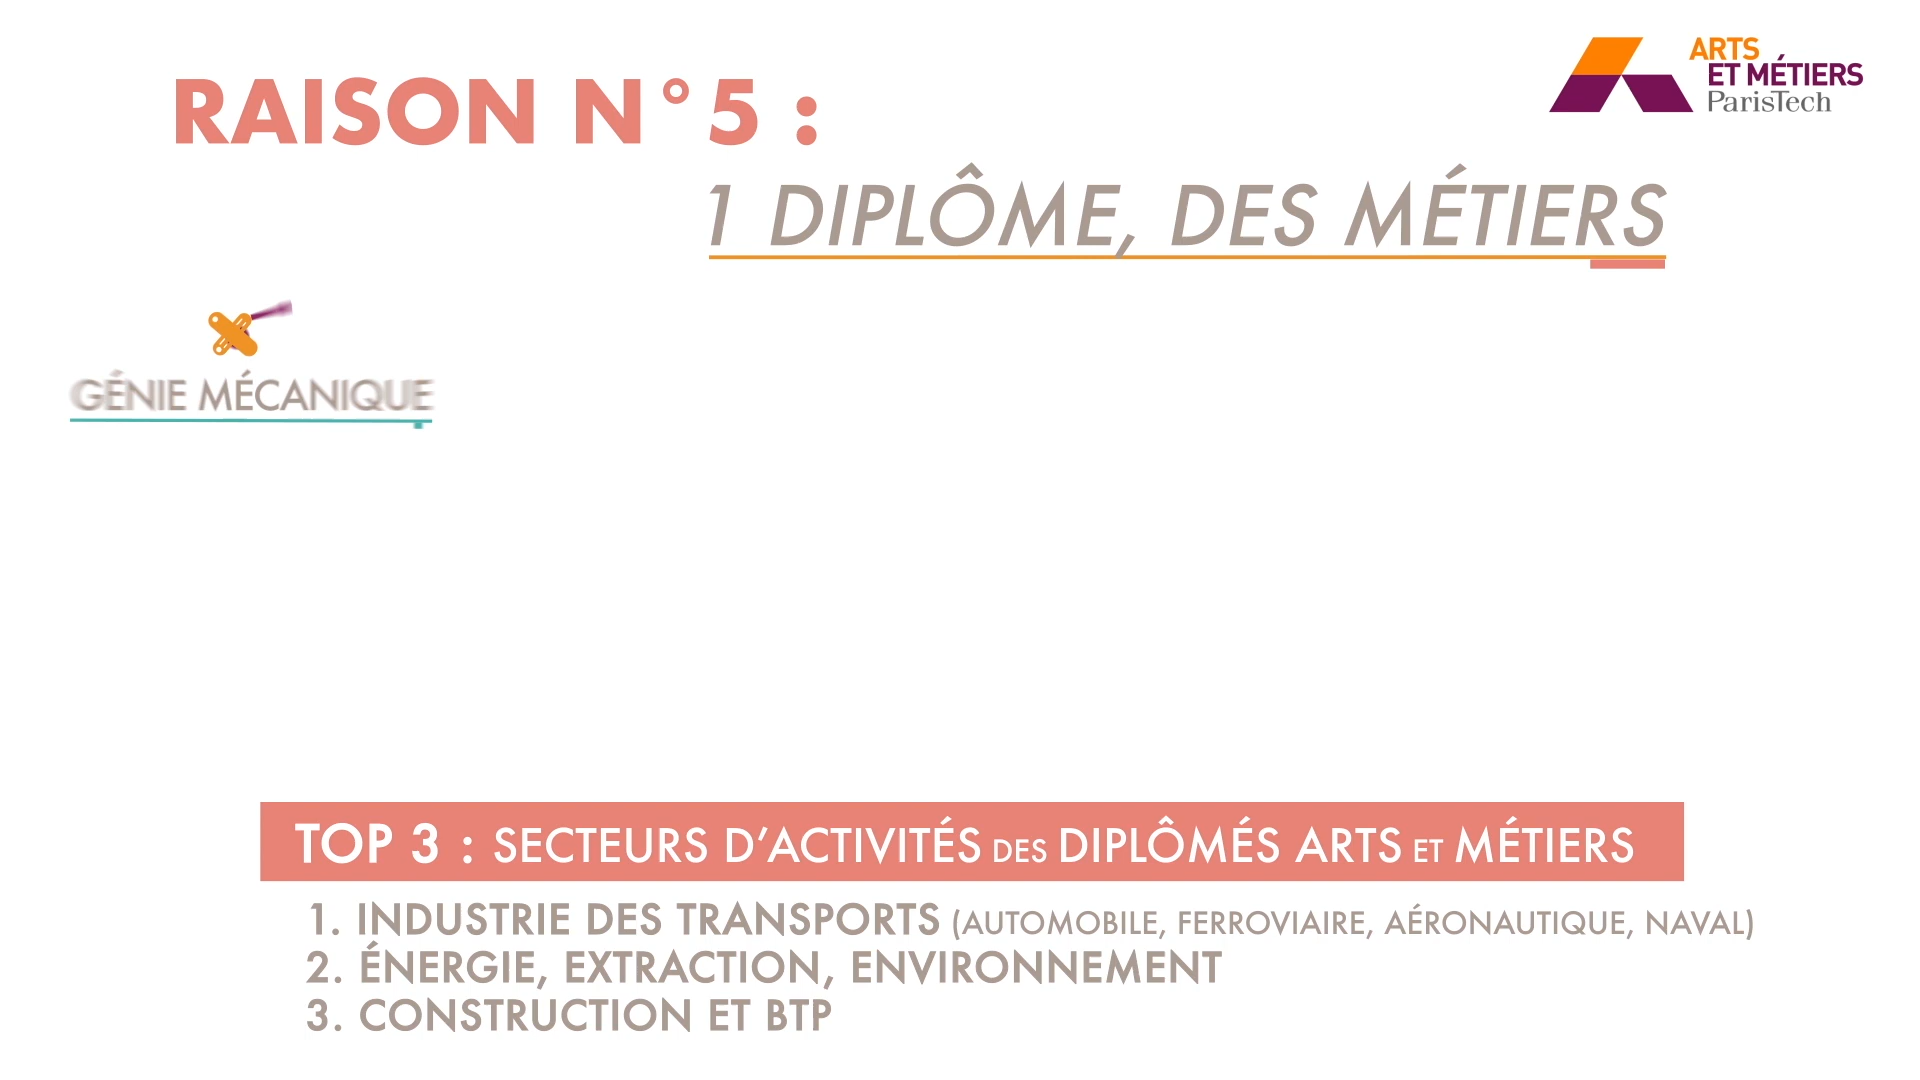 RAISON N°5 :
1 DIPLÔME, DES MÉTIERS
ARTS
ET MÉTIERS
ParisTech
GÉNIE MÉCANIQUE
TOP 3 : SECTEURS D’ACTIVITÉS DES DIPLÔMÉS ARTS ET MÉTIERS
1. INDUSTRIE DES TRANSPORTS (AUTOMOBILE, FERROVIAIRE, AÉRONAUTIQUE, NAVAL)
2. ÉNERGIE, EXTRACTION, ENVIRONNEMENT
3. CONSTRUCTION ET BTP